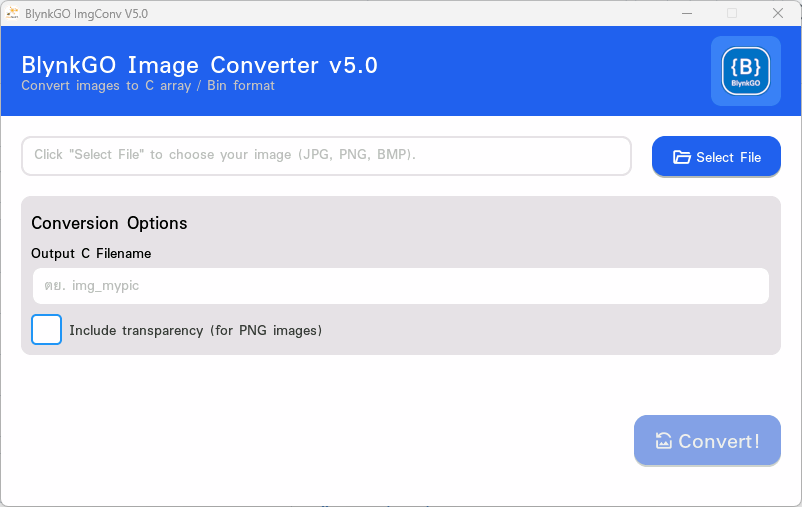 BlynkGO ImgConv V5.0
BlynkGO Image Converter v5.0
Convert images to C array / Bin format
{B}
BlynkGO
Click "Select File" to choose your image (JPG, PNG, BMP).
Select File
Conversion Options
Output C Filename
ตย. img_mypic
Include transparency (for PNG images)
Convert!